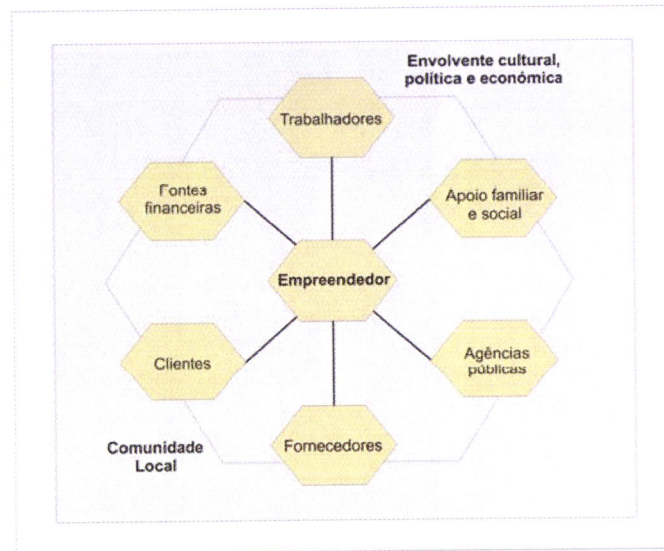 Envolvente cultural,
política e económica
Trabalhadores
Fontes
financeiras
Apoio familiar
e social
Empreendedor
Clientes
Agências
públicas
Comunidade
Local
Fornecedores